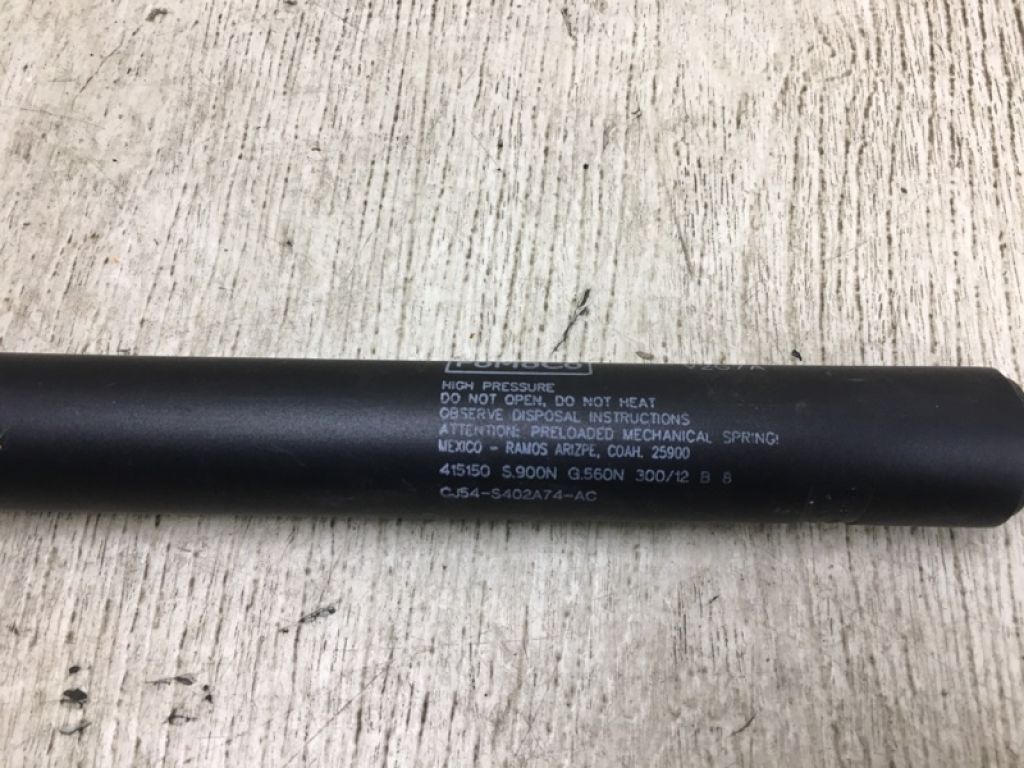 FoMoCo
HIGH PRESSURE
DO NOT OPEN, DO NOT HEAT
OBSERVE DISPOSAL INSTRUCTIONS
ATTENTION: PRELOADED MECHANICAL SPRING!
MEXICO - RAMOS ARIZPE, COAH. 25900
415150 S.900N G.560N 300/12 B 8
CJ54-S402A74-AC